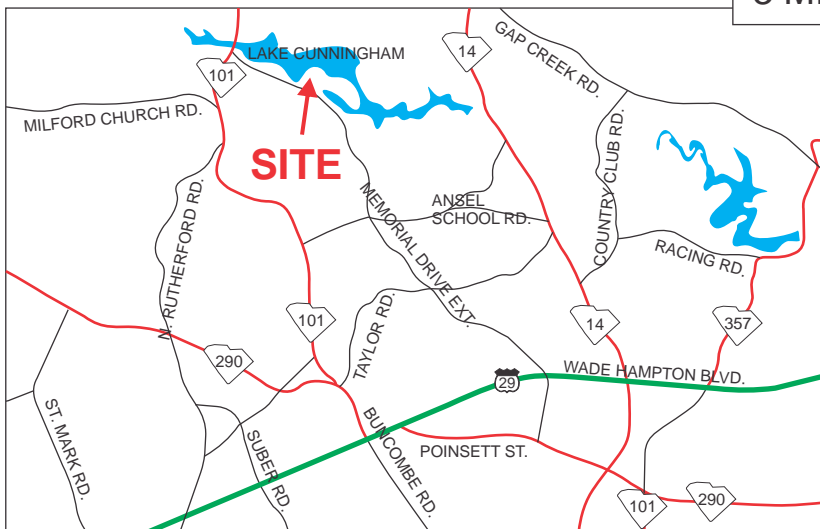 LAKE CUNNINGHAM
101
14
GAP CREEK RD.
MILFORD CHURCH RD.
SITE
COUNTRY CLUB RD.
N. RUTHERFORD RD.
MEMORIAL DRIVE EXT.
ANSEL
SCHOOL RD.
RACING RD.
101
TAYLOR RD.
14
357
290
29
WADE HAMPTON BLVD.
ST. MARK RD.
SUBER RD.
BUNCOMBE RD.
POINSETT ST.
101
290